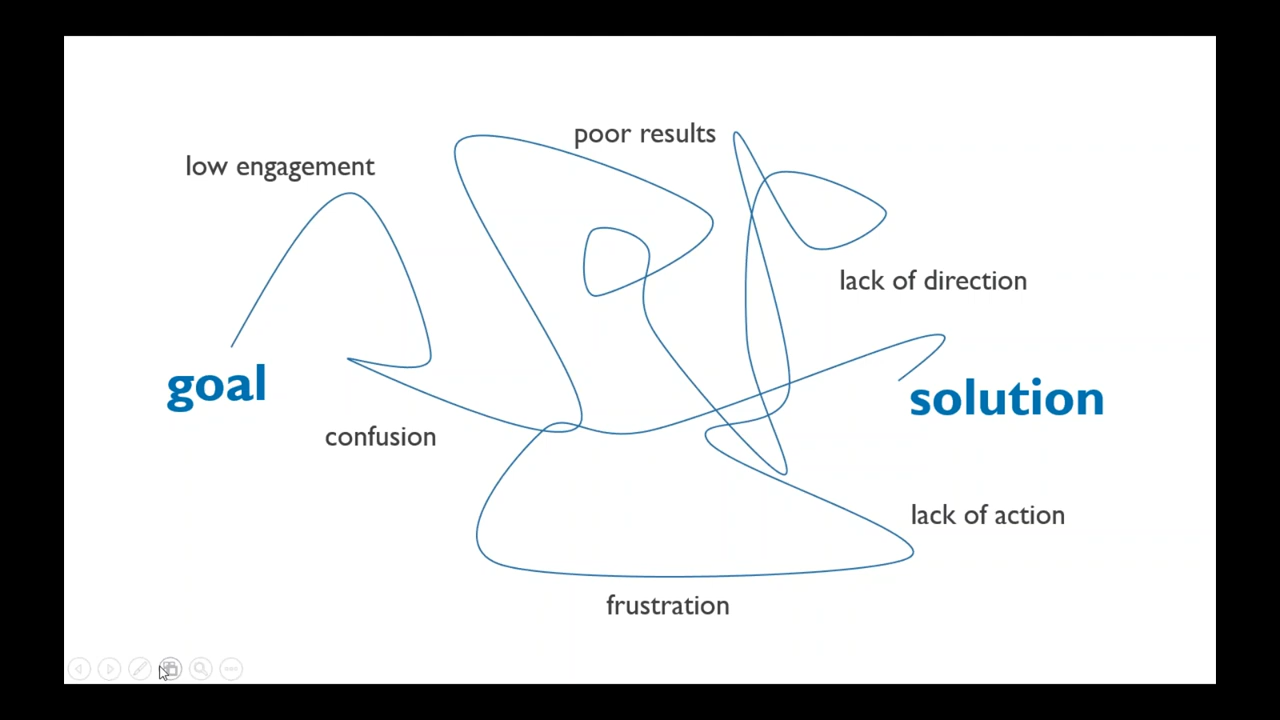 poor results
low engagement
lack of direction
goal
solution
confusion
lack of action
frustration